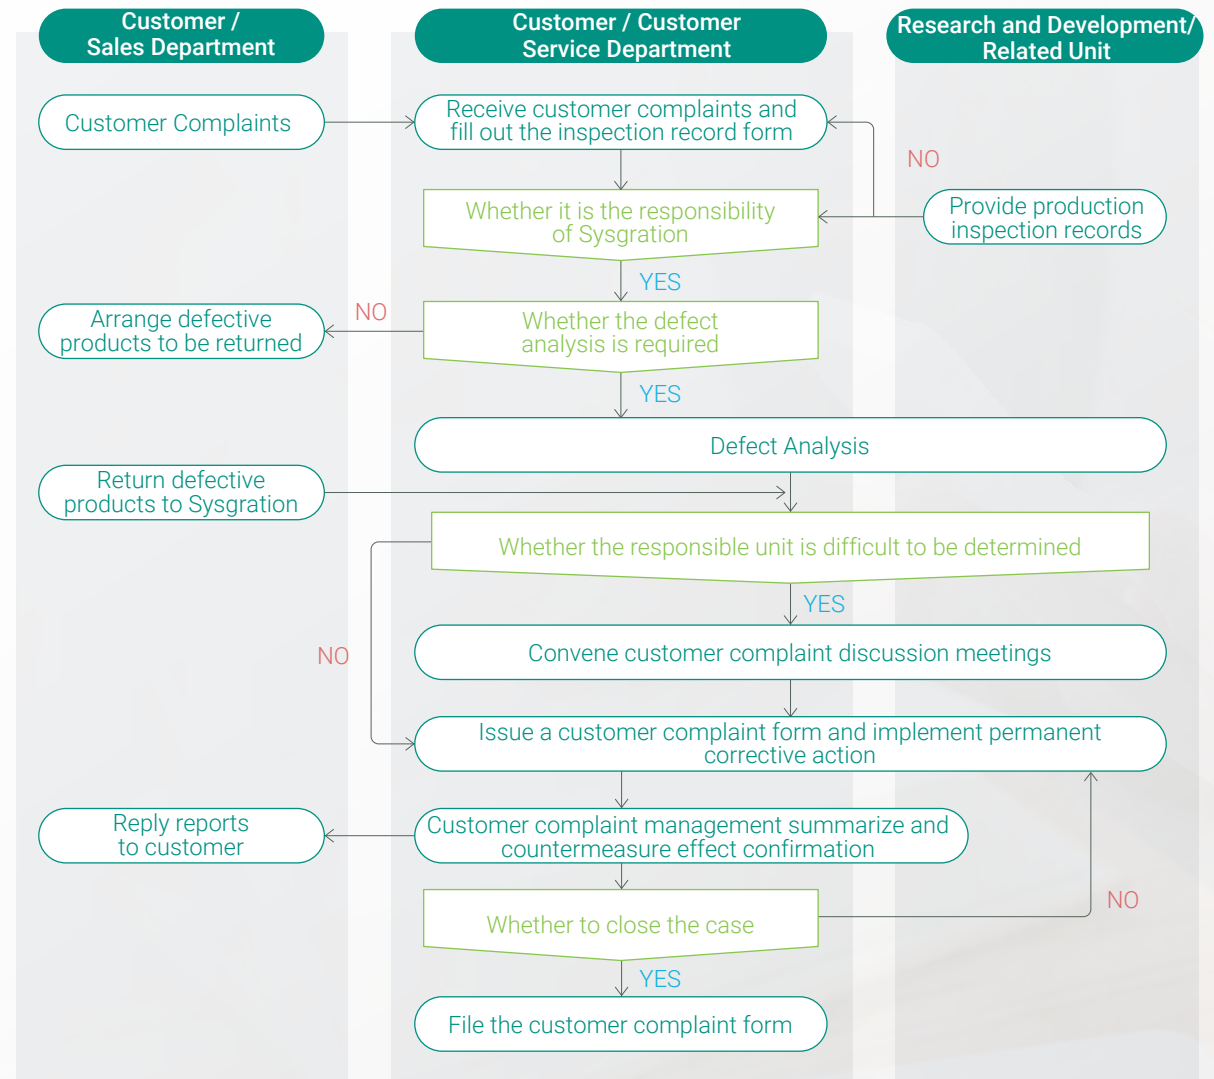 Customer /
Sales Department
Customer / Customer
Service Department
Research and Development/
Related Unit
Customer Complaints
Receive customer complaints and
fill out the inspection record form
NO
Whether it is the responsibility
of Sysgration
Provide production
inspection records
YES
Arrange defective
products to be returned
NO
Whether the defect
analysis is required
YES
Defect Analysis
Return defective
products to Sysgration
Whether the responsible unit is difficult to be determined
YES
NO
Convene customer complaint discussion meetings
Issue a customer complaint form and implement permanent
corrective action
Reply reports
to customer
Customer complaint management summarize and
countermeasure effect confirmation
NO
Whether to close the case
YES
File the customer complaint form